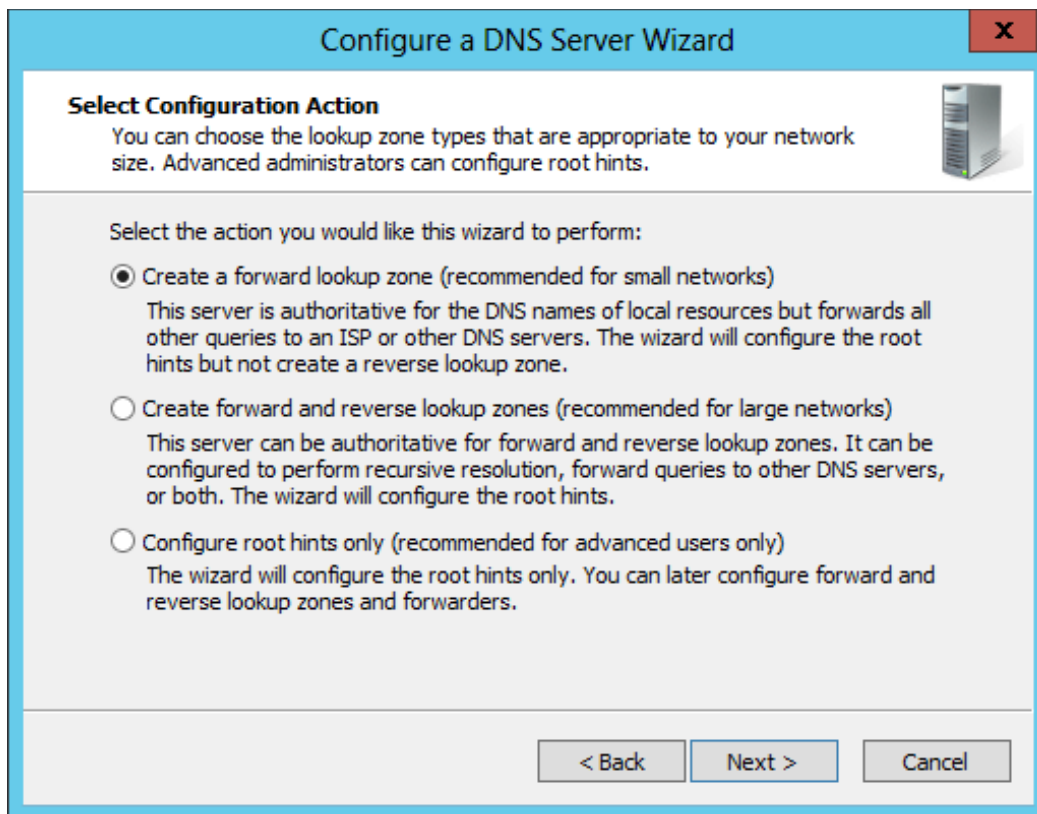 Configure a DNS Server Wizard
x
Select Configuration Action
You can choose the lookup zone types that are appropriate to your network
size. Advanced administrators can configure root hints.
Select the action you would like this wizard to perform:
Create a forward lookup zone (recommended for small networks)
This server is authoritative for the DNS names of local resources but forwards all
other queries to an ISP or other DNS servers. The wizard will configure the root
hints but not create a reverse lookup zone.
Create forward and reverse lookup zones (recommended for large networks)
This server can be authoritative for forward and reverse lookup zones. It can be
configured to perform recursive resolution, forward queries to other DNS servers,
or both. The wizard will configure the root hints.
Configure root hints only (recommended for advanced users only)
The wizard will configure the root hints only. You can later configure forward and
reverse lookup zones and forwarders.
< Back Next > Cancel